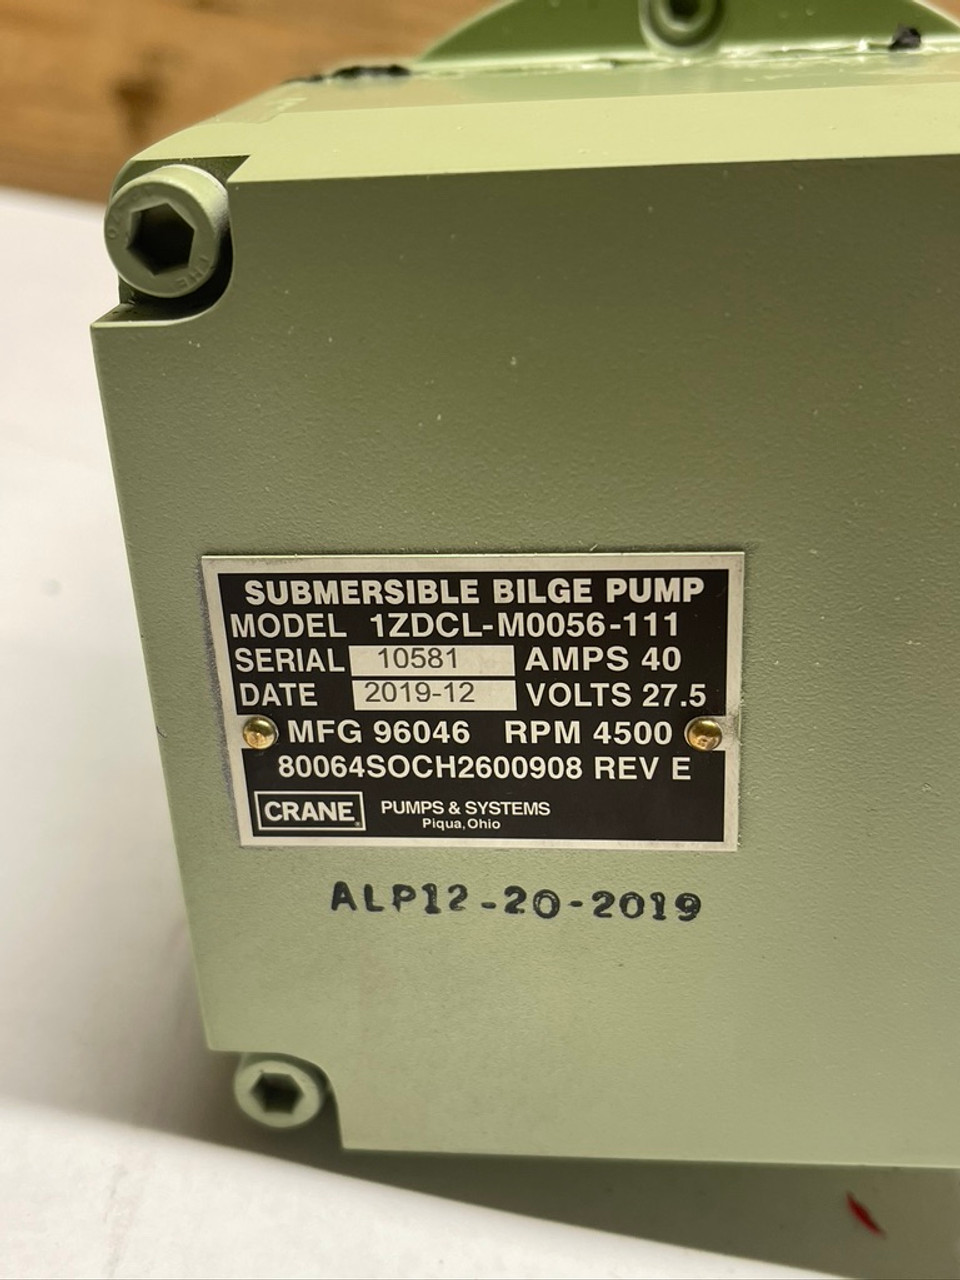 SUBMERSIBLE BILGE PUMP
MODEL 1ZDCL-M0056-111
SERIAL 10581 AMPS 40
DATE 2019-12 VOLTS 27.5
MFG 96046 RPM 4500
80064SOCH2600908 REV E
CRANE PUMPS & SYSTEMS
Piqua, Ohio
ALP12-20-2019